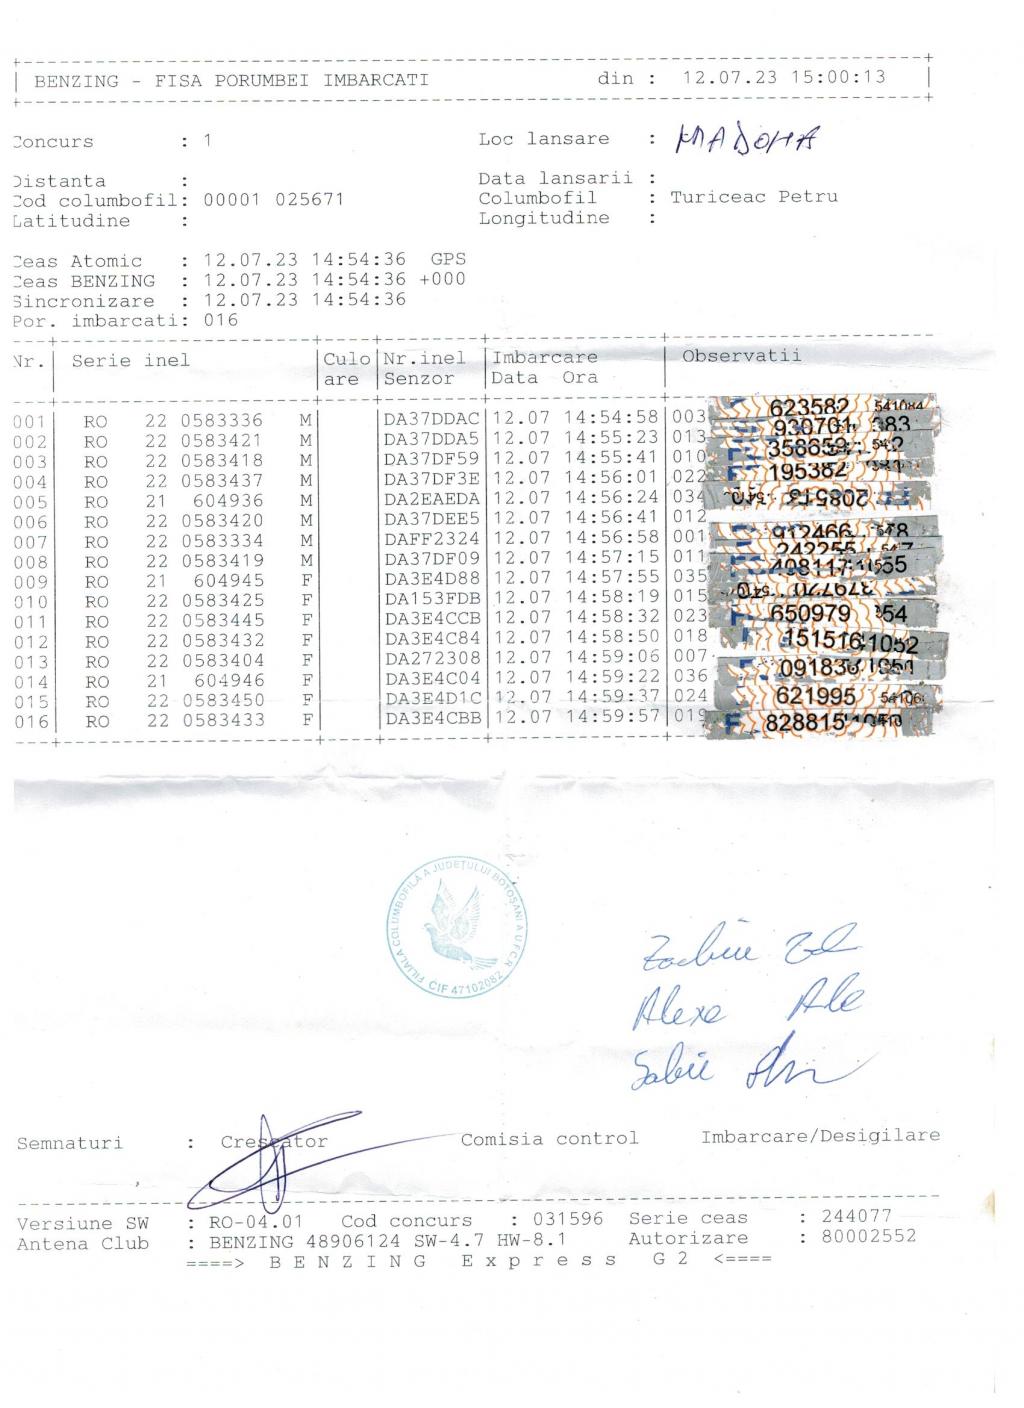 BENZING - FISA PORUMBEI IMBARCATI din : 12.07.23 15:00:13
Concurs : 1 Loc lansare : MADONA
Distanta : Data lansarii :
Cod columbofil: 00001 025671 Columbofil : Turiceac Petru
Latitudine : Longitudine :
Ceas Atomic : 12.07.23 14:54:36 GPS
Ceas BENZING : 12.07.23 14:54:36 +000
Sincronizare : 12.07.23 14:54:36
Por. imbarcati: 016
Nr. Serie inel Culo Nr.inel Imbarcare Observatii
are Senzor Data Ora
001 RO 22 0583336 M DA37DDAC 12.07 14:54:58 003 623582
002 RO 22 0583421 M DA37DDA5 12.07 14:55:23 013
003 RO 22 0583418 M DA37DF59 12.07 14:55:41 010
004 RO 22 0583437 M DA37DF3E 12.07 14:56:01 022 195382
005 RO 21 604936 M DA2EAEDA 12.07 14:56:24 034
006 RO 22 0583420 M DA37DEE5 12.07 14:56:41 012
007 RO 22 0583334 M DAFF2324 12.07 14:56:58 001 912466
008 RO 22 0583419 M DA37DF09 12.07 14:57:15 011 408117
009 RO 21 604945 F DA3E4D88 12.07 14:57:55 035
010 RO 22 0583425 F DA153FDB 12.07 14:58:19 015
011 RO 22 0583445 F DA3E4CCB 12.07 14:58:32 023 650979
012 RO 22 0583432 F DA3E4C84 12.07 14:58:50 018 151516
013 RO 22 0583404 F DA272308 12.07 14:59:06 007
014 RO 21 604946 F DA3E4C04 12.07 14:59:22 036
015 RO 22 0583450 F DA3E4D1C 12.07 14:59:37 024 621995
016 RO 22 0583433 F DA3E4CBB 12.07 14:59:57 019 828815
FILIALA COLUMBOFILA A JUDEȚULUI BOTOȘANI A U.F.C.R.
CIF 47102082
Alexe Ale
Semnaturi : Crescator Comisia control Imbarcare/Desigilare
Versiune SW : RO-04.01 Cod concurs : 031596 Serie ceas : 244077
Antena Club : BENZING 48906124 SW-4.7 HW-8.1 Autorizare : 80002552
====> B E N Z I N G E x p r e s s G 2 <====